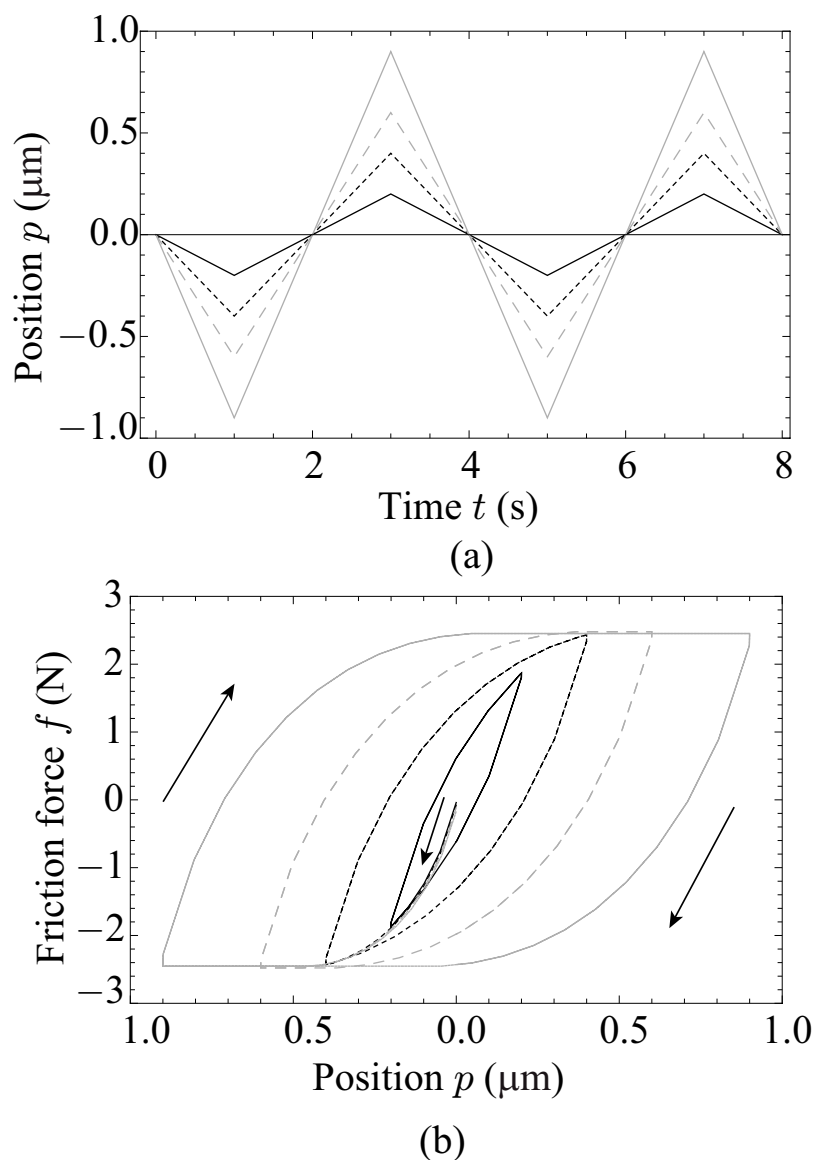 1.0
0.5
0.0
−0.5
−1.0
Position p (μm)
0 2 4 6 8
Time t (s)
(a)
3
2
1
0
−1
−2
−3
Friction force f (N)
1.0 0.5 0.0 0.5 1.0
Position p (μm)
(b)